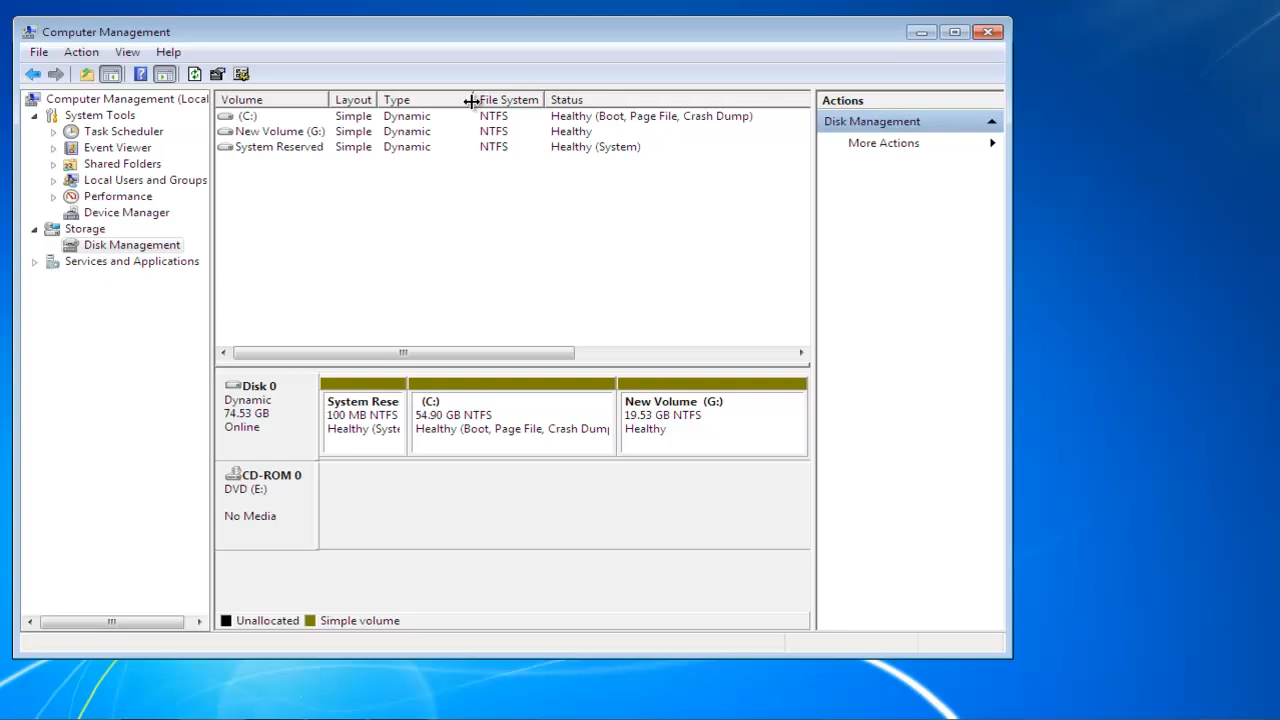 Computer Management
File Action View Help
Computer Management (Local
System Tools
Task Scheduler
Event Viewer
Shared Folders
Local Users and Groups
Performance
Device Manager
Storage
Disk Management
Services and Applications
Volume Layout Type File System Status
(C:) Simple Dynamic NTFS Healthy (Boot, Page File, Crash Dump)
New Volume (G:) Simple Dynamic NTFS Healthy
System Reserved Simple Dynamic NTFS Healthy (System)
Disk 0
Dynamic
74.53 GB
Online
System Rese
100 MB NTFS
Healthy (Syste
(C:)
54.90 GB NTFS
Healthy (Boot, Page File, Crash Dump
New Volume (G:)
19.53 GB NTFS
Healthy
CD-ROM 0
DVD (E:)
No Media
Unallocated Simple volume
Actions
Disk Management
More Actions